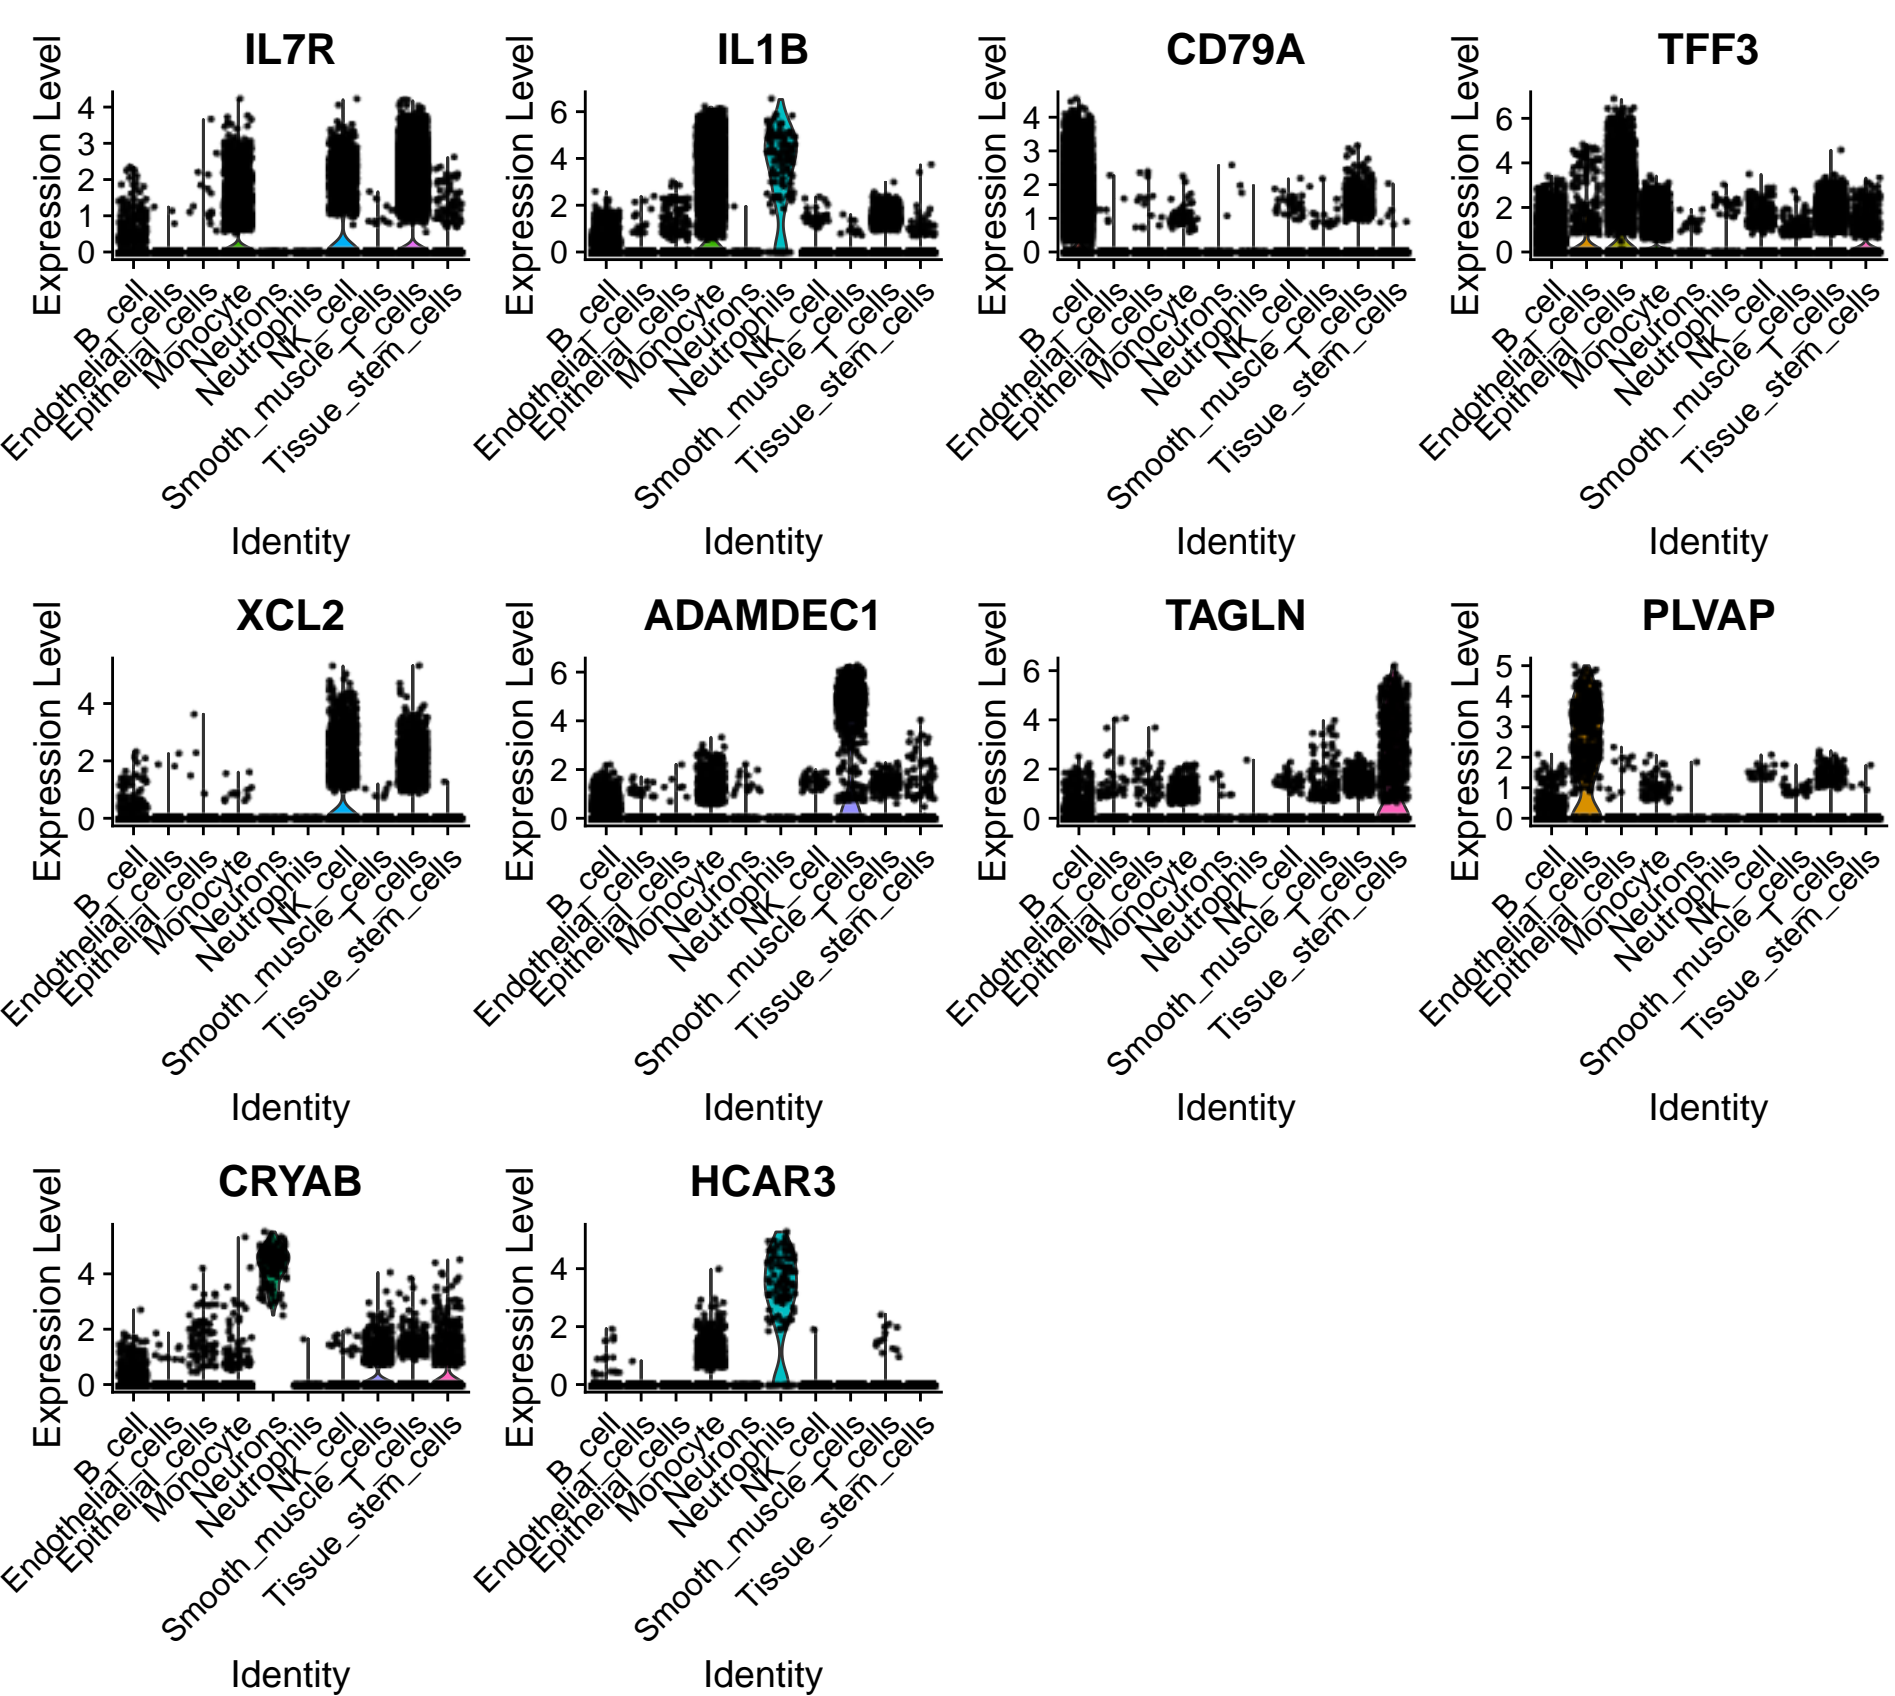 IL7R
Expression Level
4
3
2
1
0
B_cell
Endothelial_cells
Epithelial_cells
Monocyte
Neurons
Neutrophils
NK_cell
Smooth_muscle_cells
T_cells
Tissue_stem_cells
Identity
IL1B
Expression Level
6
4
2
0
B_cell
Endothelial_cells
Epithelial_cells
Monocyte
Neurons
Neutrophils
NK_cell
Smooth_muscle_cells
T_cells
Tissue_stem_cells
Identity
CD79A
Expression Level
4
3
2
1
0
B_cell
Endothelial_cells
Epithelial_cells
Monocyte
Neurons
Neutrophils
NK_cell
Smooth_muscle_cells
T_cells
Tissue_stem_cells
Identity
TFF3
Expression Level
6
4
2
0
B_cell
Endothelial_cells
Epithelial_cells
Monocyte
Neurons
Neutrophils
NK_cell
Smooth_muscle_cells
T_cells
Tissue_stem_cells
Identity
XCL2
Expression Level
4
2
0
B_cell
Endothelial_cells
Epithelial_cells
Monocyte
Neurons
Neutrophils
NK_cell
Smooth_muscle_cells
T_cells
Tissue_stem_cells
Identity
ADAMDEC1
Expression Level
6
4
2
0
B_cell
Endothelial_cells
Epithelial_cells
Monocyte
Neurons
Neutrophils
NK_cell
Smooth_muscle_cells
T_cells
Tissue_stem_cells
Identity
TAGLN
Expression Level
6
4
2
0
B_cell
Endothelial_cells
Epithelial_cells
Monocyte
Neurons
Neutrophils
NK_cell
Smooth_muscle_cells
T_cells
Tissue_stem_cells
Identity
PLVAP
Expression Level
5
4
3
2
1
0
B_cell
Endothelial_cells
Epithelial_cells
Monocyte
Neurons
Neutrophils
NK_cell
Smooth_muscle_cells
T_cells
Tissue_stem_cells
Identity
CRYAB
Expression Level
4
2
0
B_cell
Endothelial_cells
Epithelial_cells
Monocyte
Neurons
Neutrophils
NK_cell
Smooth_muscle_cells
T_cells
Tissue_stem_cells
Identity
HCAR3
Expression Level
4
2
0
B_cell
Endothelial_cells
Epithelial_cells
Monocyte
Neurons
Neutrophils
NK_cell
Smooth_muscle_cells
T_cells
Tissue_stem_cells
Identity